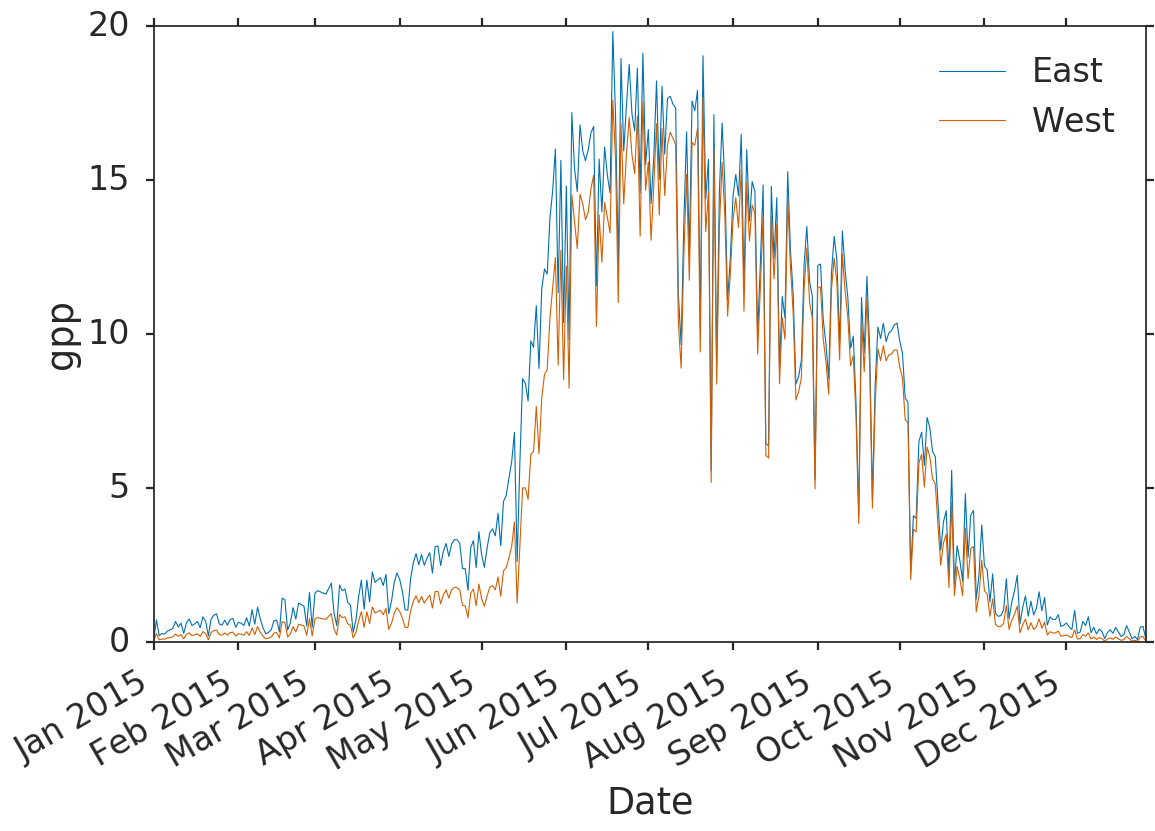 20
15
10
5
0
gpp
East
West
Jan 2015
Feb 2015
Mar 2015
Apr 2015
May 2015
Jun 2015
Jul 2015
Aug 2015
Sep 2015
Oct 2015
Nov 2015
Dec 2015
Date